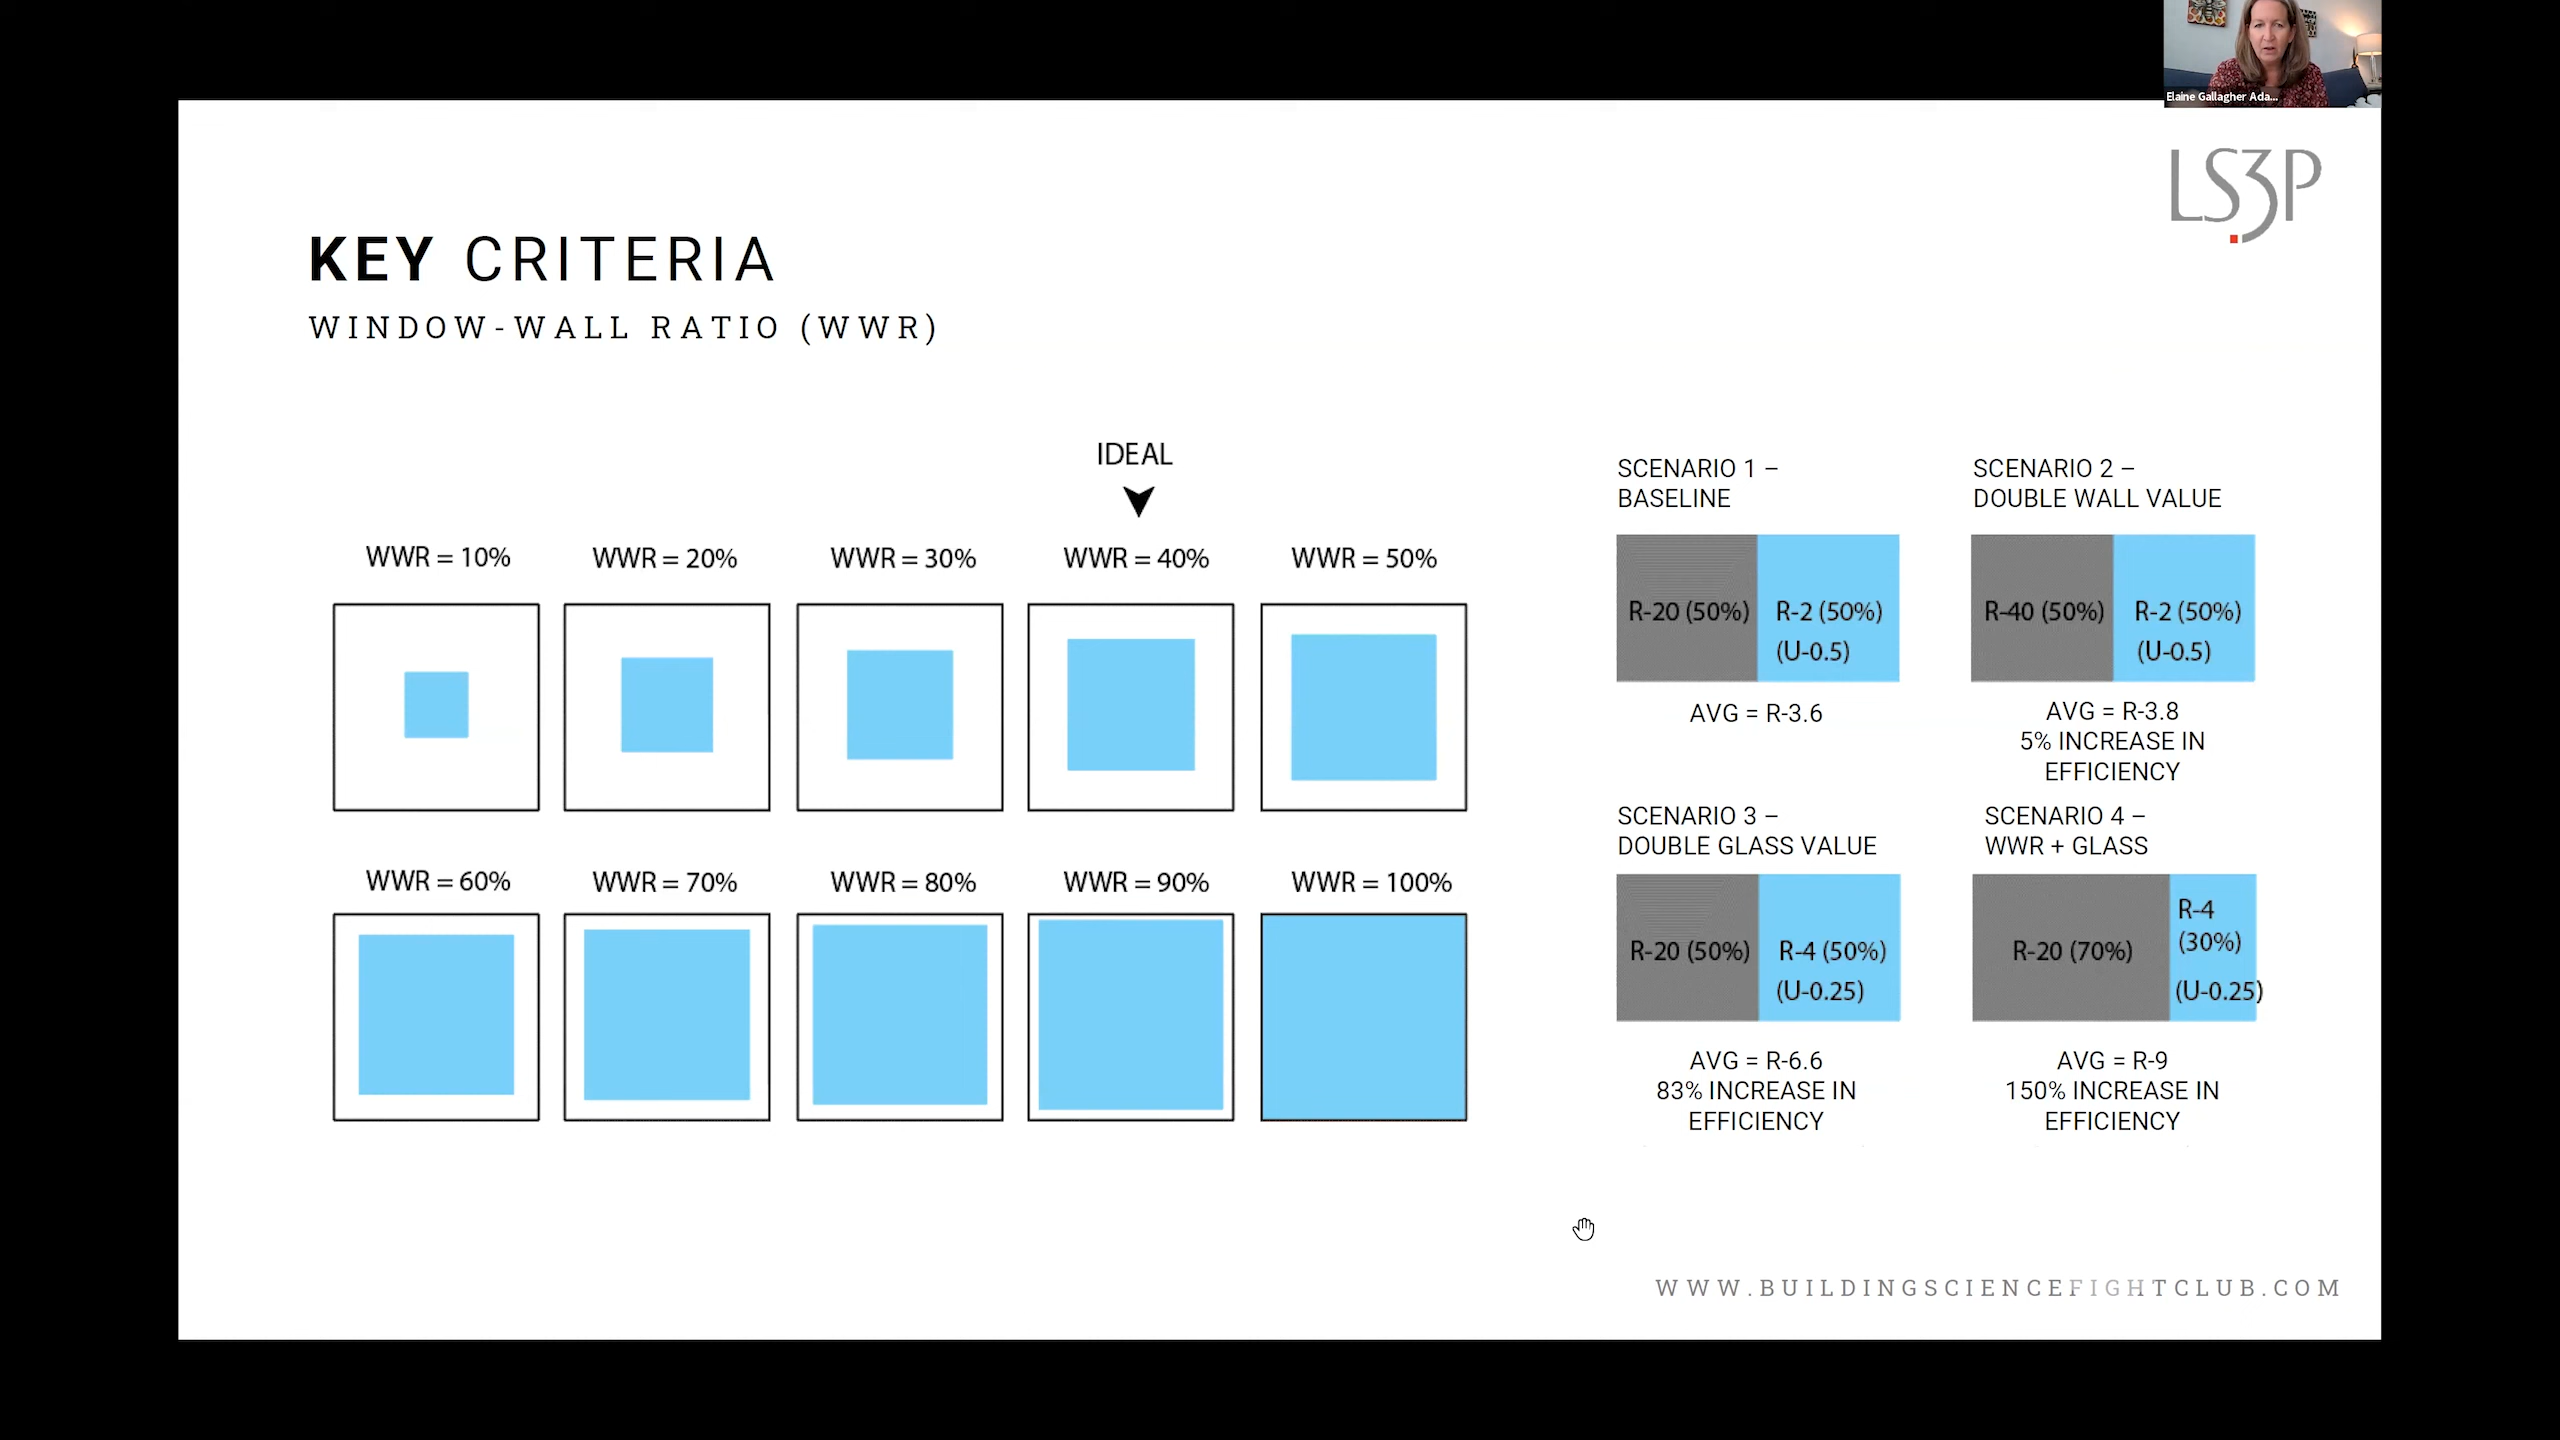 Elaine Gallagher Ada...
LS3P
KEY CRITERIA
WINDOW-WALL RATIO (WWR)
IDEAL
WWR = 10%
WWR = 20%
WWR = 30%
WWR = 40%
WWR = 50%
WWR = 60%
WWR = 70%
WWR = 80%
WWR = 90%
WWR = 100%
SCENARIO 1 –
BASELINE
R-20 (50%)
R-2 (50%)
(U-0.5)
AVG = R-3.6
SCENARIO 2 –
DOUBLE WALL VALUE
R-40 (50%)
R-2 (50%)
(U-0.5)
AVG = R-3.8
5% INCREASE IN
EFFICIENCY
SCENARIO 3 –
DOUBLE GLASS VALUE
R-20 (50%)
R-4 (50%)
(U-0.25)
AVG = R-6.6
83% INCREASE IN
EFFICIENCY
SCENARIO 4 –
WWR + GLASS
R-20 (70%)
R-4
(30%)
(U-0.25)
AVG = R-9
150% INCREASE IN
EFFICIENCY
WWW.BUILDINGSCIENCEFIGHTCLUB.COM